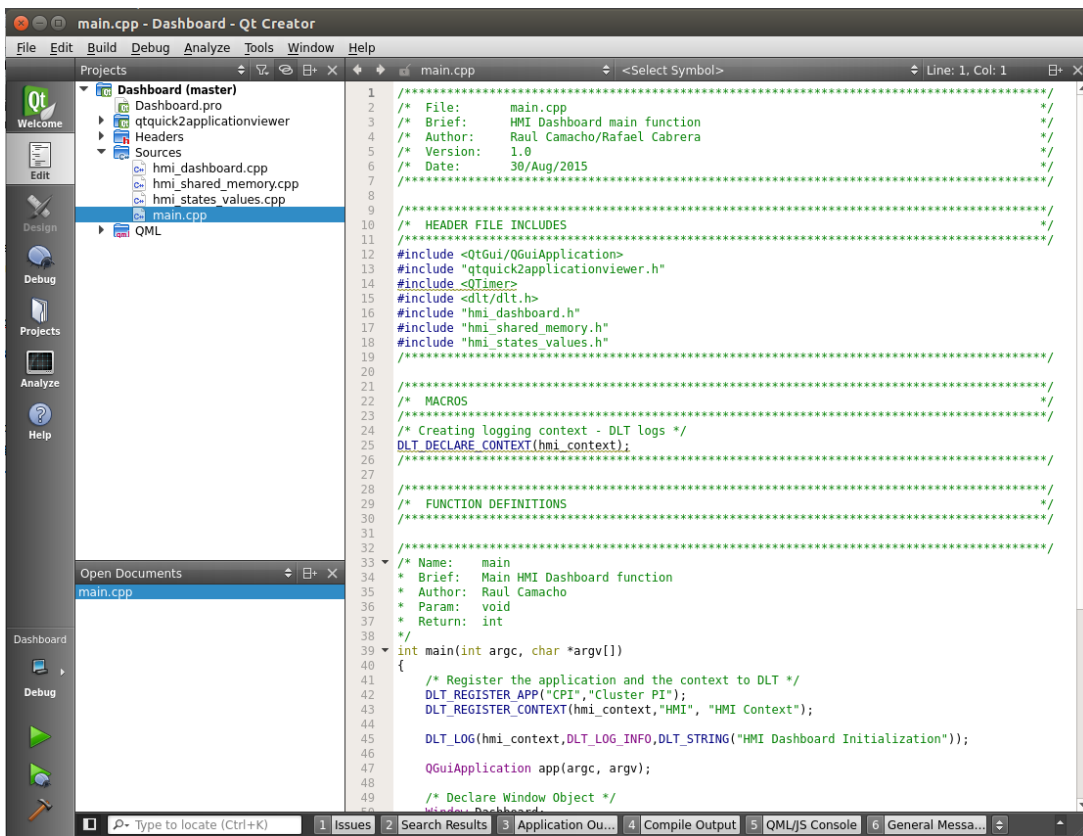 main.cpp - Dashboard - Qt Creator
File Edit Build Debug Analyze Tools Window Help
Projects
main.cpp
<Select Symbol>
Line: 1, Col: 1
Qt
Welcome
Edit
Design
Debug
Projects
Analyze
Help
Dashboard
Debug
Dashboard (master)
Dashboard.pro
qtquick2applicationviewer
Headers
Sources
hmi_dashboard.cpp
hmi_shared_memory.cpp
hmi_states_values.cpp
main.cpp
QML
Open Documents
main.cpp
1 /******************************************************************************************/
2 /* File: main.cpp */
3 /* Brief: HMI Dashboard main function */
4 /* Author: Raul Camacho/Rafael Cabrera */
5 /* Version: 1.0 */
6 /* Date: 30/Aug/2015 */
7 /******************************************************************************************/
8
9 /******************************************************************************************/
10 /* HEADER FILE INCLUDES */
11 /******************************************************************************************/
12 #include <QtGui/QGuiApplication>
13 #include "qtquick2applicationviewer.h"
14 #include <QTimer>
15 #include <dlt/dlt.h>
16 #include "hmi_dashboard.h"
17 #include "hmi_shared_memory.h"
18 #include "hmi_states_values.h"
19 /******************************************************************************************/
20
21 /******************************************************************************************/
22 /* MACROS */
23 /******************************************************************************************/
24 /* Creating logging context - DLT logs */
25 DLT_DECLARE_CONTEXT(hmi_context);
26 /******************************************************************************************/
27
28 /******************************************************************************************/
29 /* FUNCTION DEFINITIONS */
30 /******************************************************************************************/
31
32 /******************************************************************************************/
33 /* Name: main
34 * Brief: Main HMI Dashboard function
35 * Author: Raul Camacho
36 * Param: void
37 * Return: int
38 */
39 int main(int argc, char *argv[])
40 {
41 /* Register the application and the context to DLT */
42 DLT_REGISTER_APP("CPI","Cluster PI");
43 DLT_REGISTER_CONTEXT(hmi_context,"HMI", "HMI Context");
44
45 DLT_LOG(hmi_context,DLT_LOG_INFO,DLT_STRING("HMI Dashboard Initialization"));
46
47 QGuiApplication app(argc, argv);
48
49 /* Declare Window Object */
50 Window Dashboard;
Type to locate (Ctrl+K)
1 Issues 2 Search Results 3 Application Ou... 4 Compile Output 5 QML/JS Console 6 General Messa...